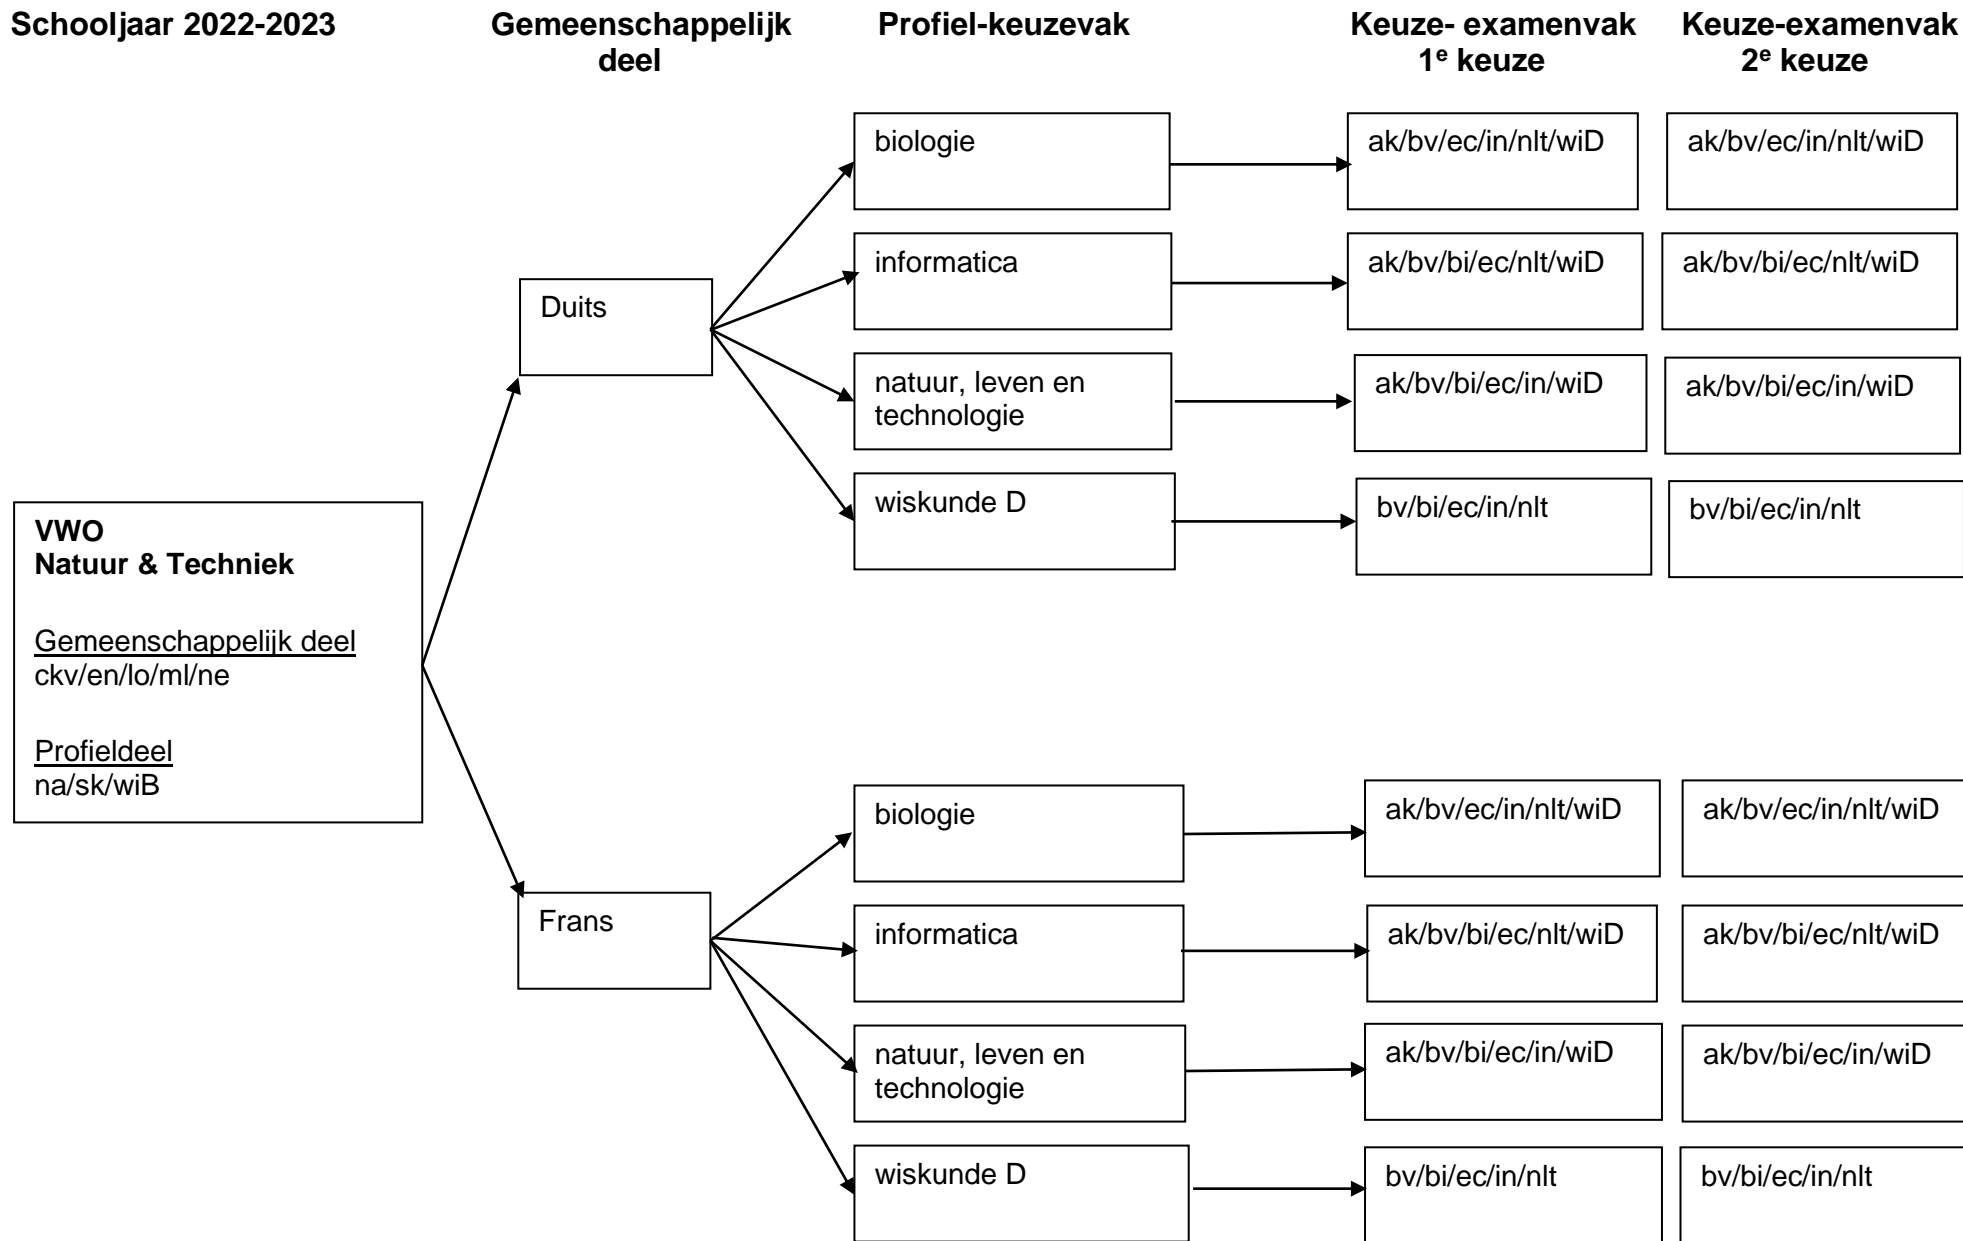 Schooljaar 2022-2023
Gemeenschappelijk
deel
Profiel-keuzevak
Keuze- examenvak
1e keuze
Keuze-examenvak
2e keuze
VWO
Natuur & Techniek
Gemeenschappelijk deel
ckv/en/lo/ml/ne
Profieldeel
na/sk/wiB
Duits
biologie
ak/bv/ec/in/nlt/wiD
ak/bv/ec/in/nlt/wiD
informatica
ak/bv/bi/ec/nlt/wiD
ak/bv/bi/ec/nlt/wiD
natuur, leven en
technologie
ak/bv/bi/ec/in/wiD
ak/bv/bi/ec/in/wiD
wiskunde D
bv/bi/ec/in/nlt
bv/bi/ec/in/nlt
Frans
biologie
ak/bv/ec/in/nlt/wiD
ak/bv/ec/in/nlt/wiD
informatica
ak/bv/bi/ec/nlt/wiD
ak/bv/bi/ec/nlt/wiD
natuur, leven en
technologie
ak/bv/bi/ec/in/wiD
ak/bv/bi/ec/in/wiD
wiskunde D
bv/bi/ec/in/nlt
bv/bi/ec/in/nlt